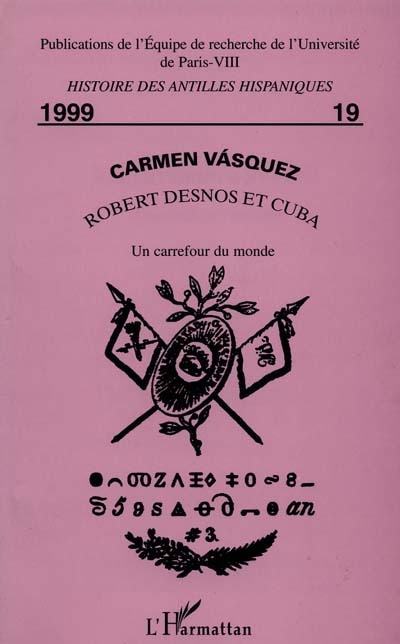 Publications de l'Équipe de recherche de l'Université
de Paris-VIII
HISTOIRE DES ANTILLES HISPANIQUES
1999 19
CARMEN VÁSQUEZ
ROBERT DESNOS ET CUBA
Un carrefour du monde
#3.
L'Harmattan